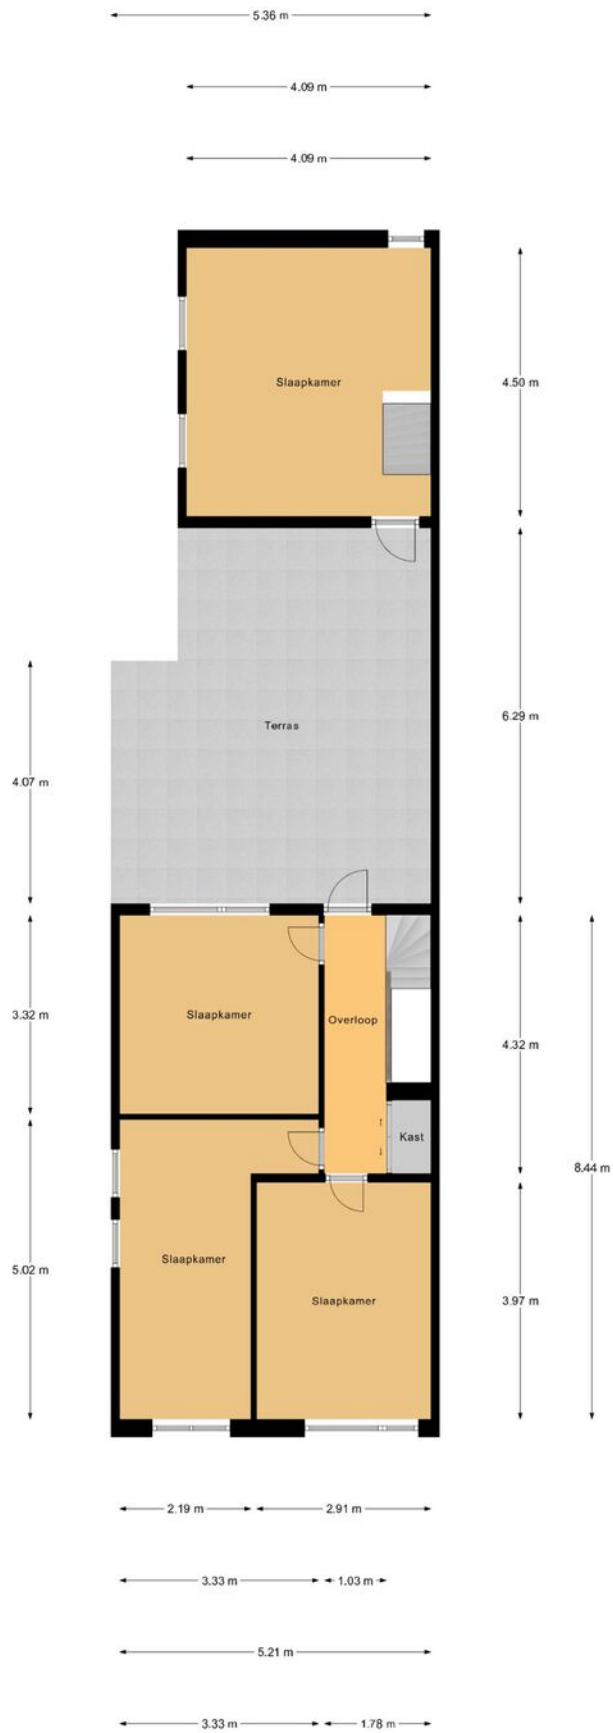 5.36 m
4.09 m
4.09 m
Slaapkamer
4.50 m
Terras
6.29 m
4.07 m
Slaapkamer
Overloop
3.32 m
4.32 m
Kast
8.44 m
Slaapkamer
5.02 m
Slaapkamer
3.97 m
2.19 m
2.91 m
3.33 m
1.03 m
5.21 m
3.33 m
1.78 m